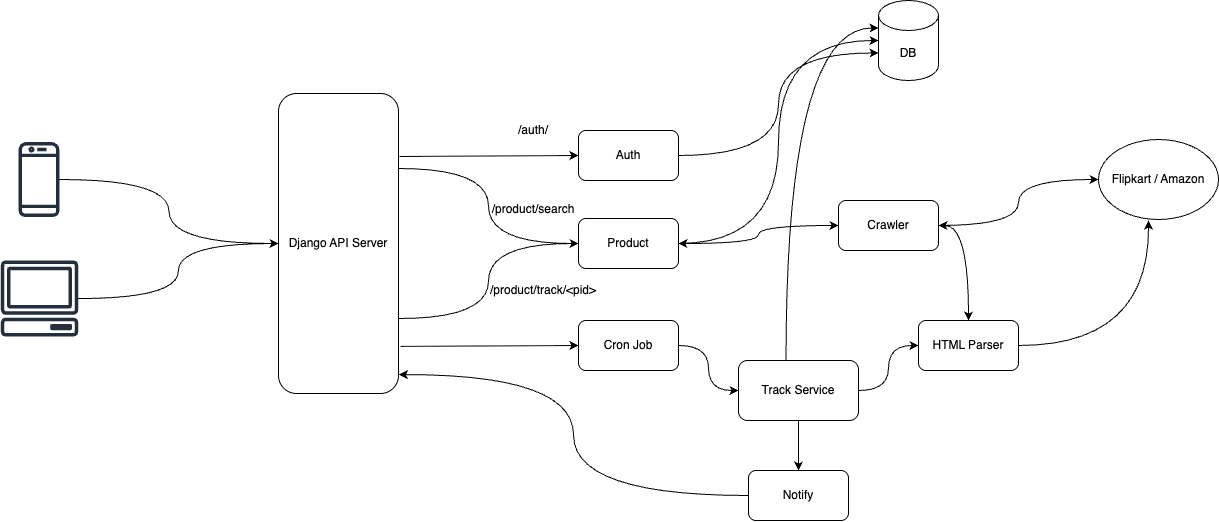 DB
/auth/
Auth
Flipkart / Amazon
/product/search
Crawler
Django API Server
Product
/product/track/<pid>
Cron Job
HTML Parser
Track Service
Notify